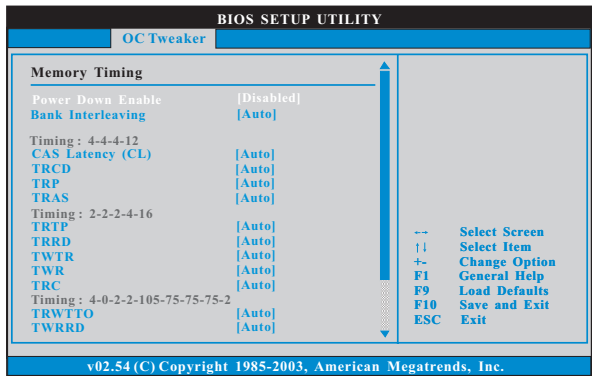 BIOS SETUP UTILITY
OC Tweaker
Memory Timing
Power Down Enable [Disabled]
Bank Interleaving [Auto]
Timing : 4-4-4-12
CAS Latency (CL) [Auto]
TRCD [Auto]
TRP [Auto]
TRAS [Auto]
Timing : 2-2-2-4-16
TRTP [Auto]
TRRD [Auto]
TWTR [Auto]
TWR [Auto]
TRC [Auto]
Timing : 4-0-2-2-105-75-75-75-2
TRWTTO [Auto]
TWRRD [Auto]
←→ Select Screen
↑↓ Select Item
+- Change Option
F1 General Help
F9 Load Defaults
F10 Save and Exit
ESC Exit
v02.54 (C) Copyright 1985-2003, American Megatrends, Inc.